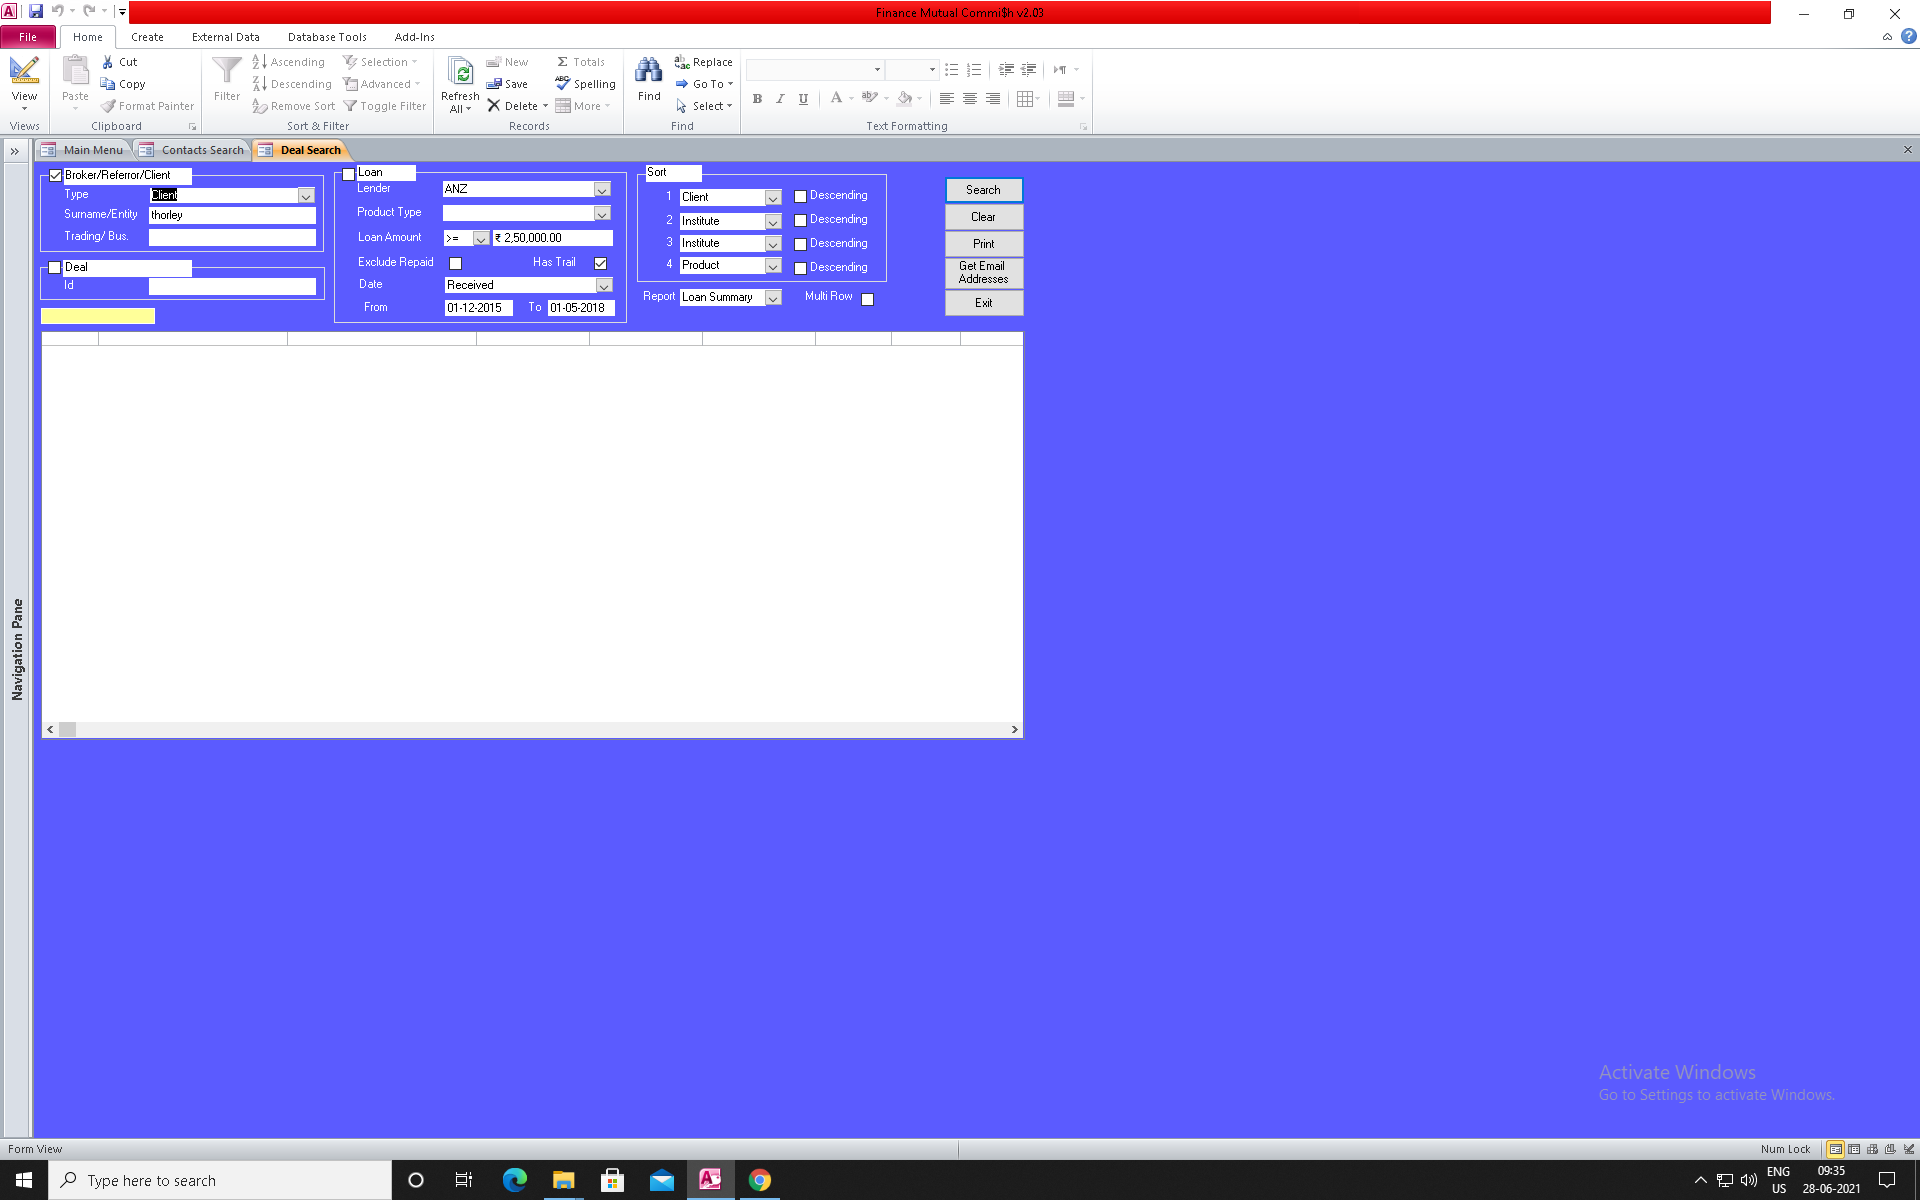 Finance Mutual Commi$h v2.03
File Home Create External Data Database Tools Add-Ins
View
Views
Paste
Cut
Copy
Format Painter
Clipboard
Filter
Ascending
Descending
Remove Sort
Selection
Advanced
Toggle Filter
Sort & Filter
Refresh
All
New
Save
Delete
Totals
Spelling
More
Records
Find
Replace
Go To
Select
Find
B I U A ab
Text Formatting
Main Menu Contacts Search Deal Search
Navigation Pane
Broker/Referror/Client
Type Client
Surname/Entity thorley
Trading/ Bus.
Deal
Id
Loan
Lender ANZ
Product Type
Loan Amount >= ₹ 2,50,000.00
Exclude Repaid Has Trail
Date Received
From 01-12-2015 To 01-05-2018
Sort
1 Client Descending
2 Institute Descending
3 Institute Descending
4 Product Descending
Report Loan Summary Multi Row
Search
Clear
Print
Get Email
Addresses
Exit
Activate Windows
Go to Settings to activate Windows.
Form View Num Lock
Type here to search
ENG
US
09:35
28-06-2021